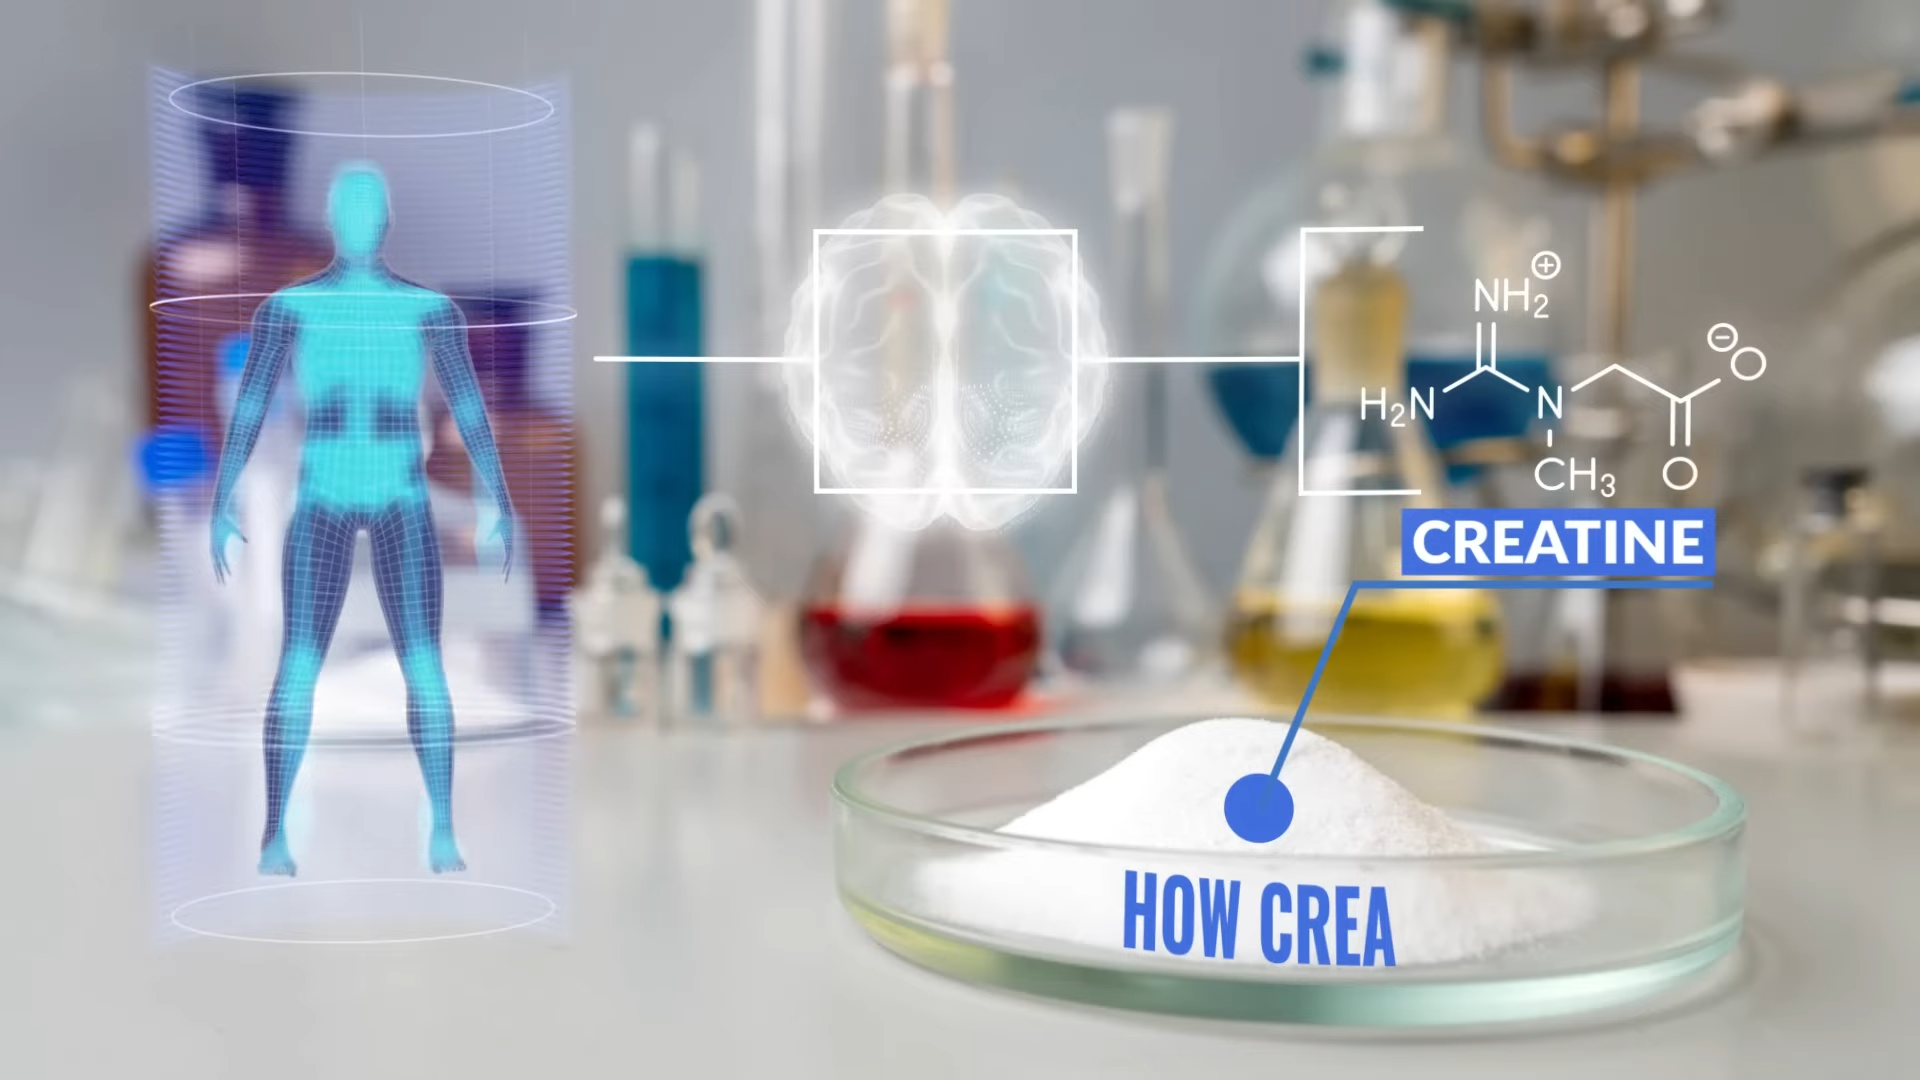 NH₂⊕
⊖O
H₂N
N
CH₃
O
CREATINE
HOW CREA